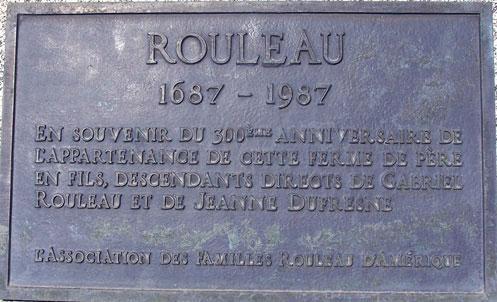 ROULEAU
1687 - 1987
EN SOUVENIR DU 300ÈME ANNIVERSAIRE DE
L'APPARTENANCE DE CETTE FERME DE PÈRE
EN FILS, DESCENDANTS DIRECTS DE GABRIEL
ROULEAU ET DE JEANNE DUFRESNE
L'ASSOCIATION DES FAMILLES ROULEAU D'AMÉRIQUE